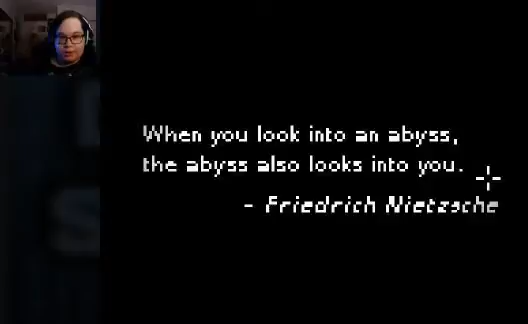 When you look into an abyss,
the abyss also looks into you.
- Friedrich Nietzsche